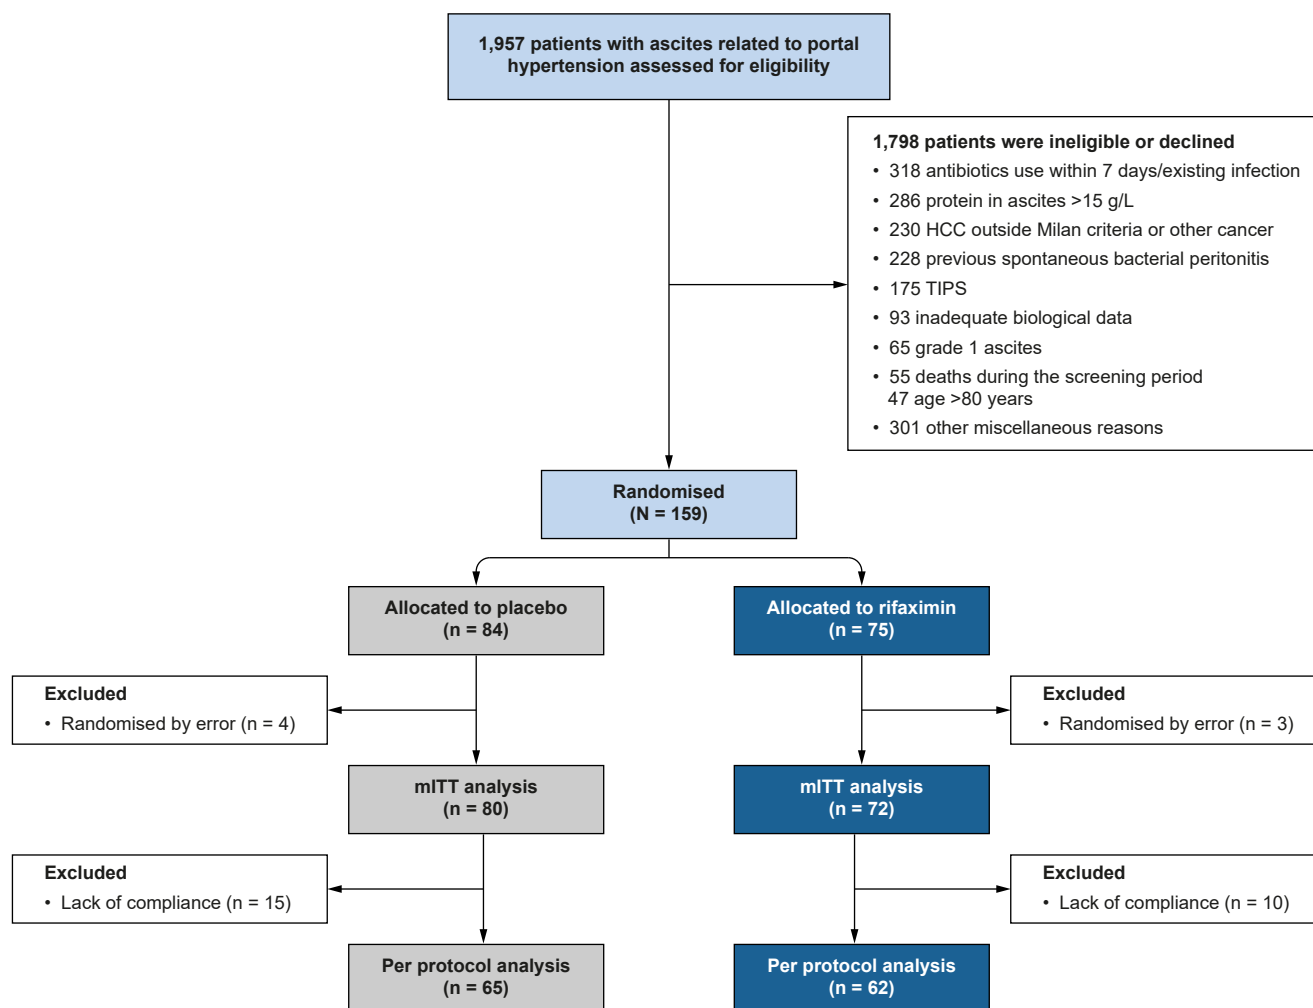 1,957 patients with ascites related to portal
hypertension assessed for eligibility
1,798 patients were ineligible or declined
• 318 antibiotics use within 7 days/existing infection
• 286 protein in ascites >15 g/L
• 230 HCC outside Milan criteria or other cancer
• 228 previous spontaneous bacterial peritonitis
• 175 TIPS
• 93 inadequate biological data
• 65 grade 1 ascites
• 55 deaths during the screening period
47 age >80 years
• 301 other miscellaneous reasons
Randomised
(N = 159)
Allocated to placebo
(n = 84)
Allocated to rifaximin
(n = 75)
Excluded
• Randomised by error (n = 4)
Excluded
• Randomised by error (n = 3)
mITT analysis
(n = 80)
mITT analysis
(n = 72)
Excluded
• Lack of compliance (n = 15)
Excluded
• Lack of compliance (n = 10)
Per protocol analysis
(n = 65)
Per protocol analysis
(n = 62)